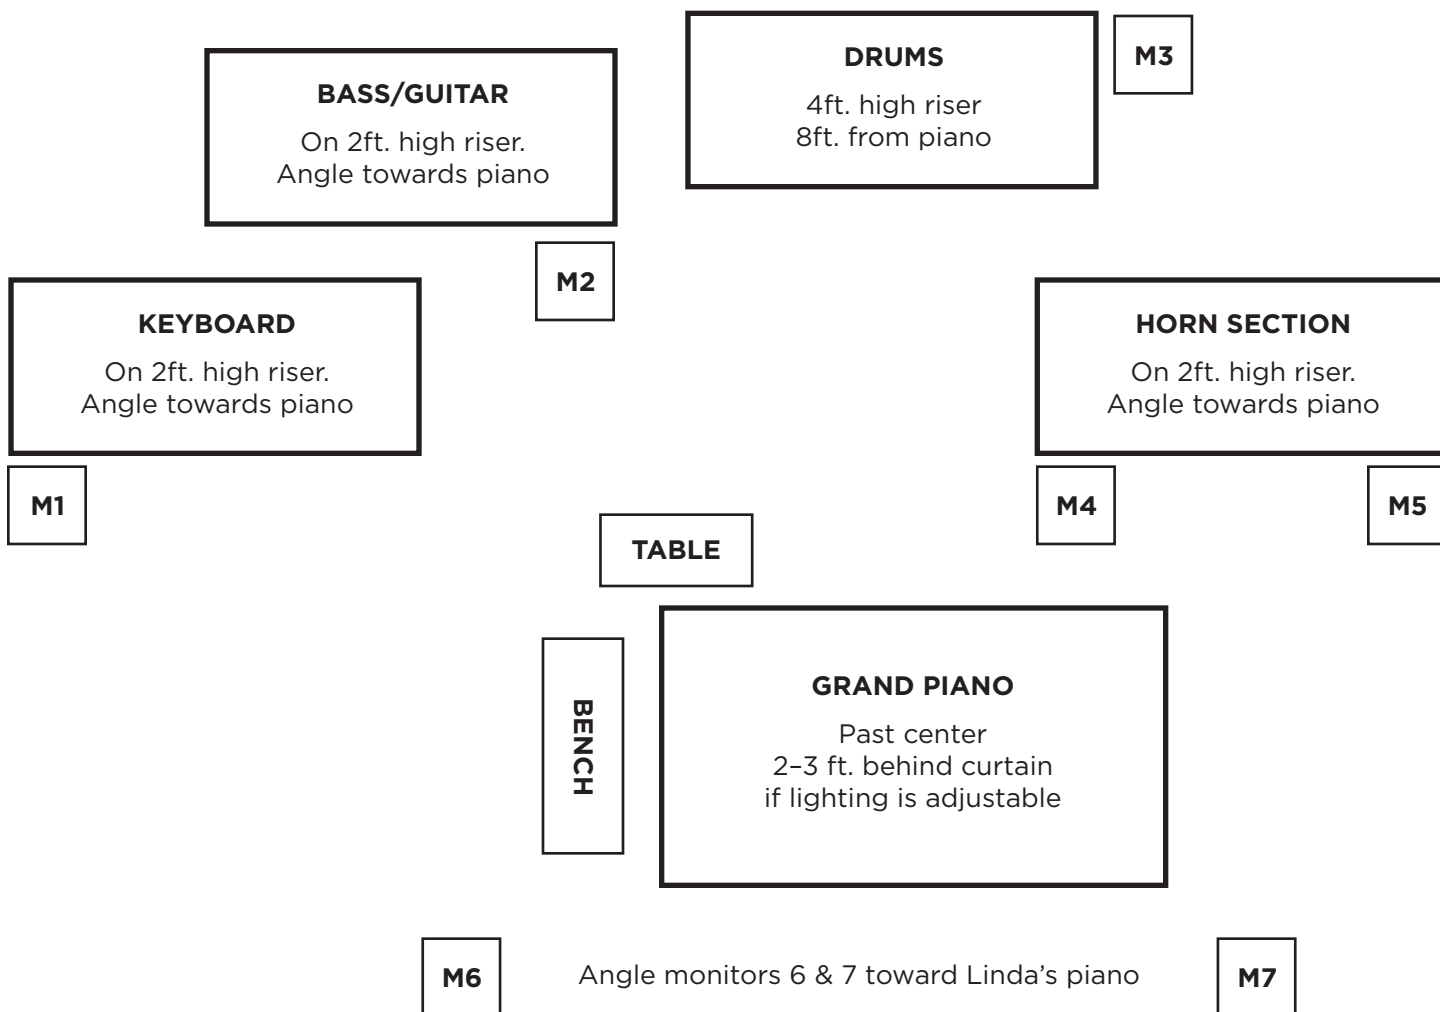 DRUMS
4ft. high riser
8ft. from piano
M3
BASS/GUITAR
On 2ft. high riser.
Angle towards piano
M2
KEYBOARD
On 2ft. high riser.
Angle towards piano
M1
HORN SECTION
On 2ft. high riser.
Angle towards piano
M4
M5
TABLE
BENCH
GRAND PIANO
Past center
2–3 ft. behind curtain
if lighting is adjustable
M6
Angle monitors 6 & 7 toward Linda’s piano
M7